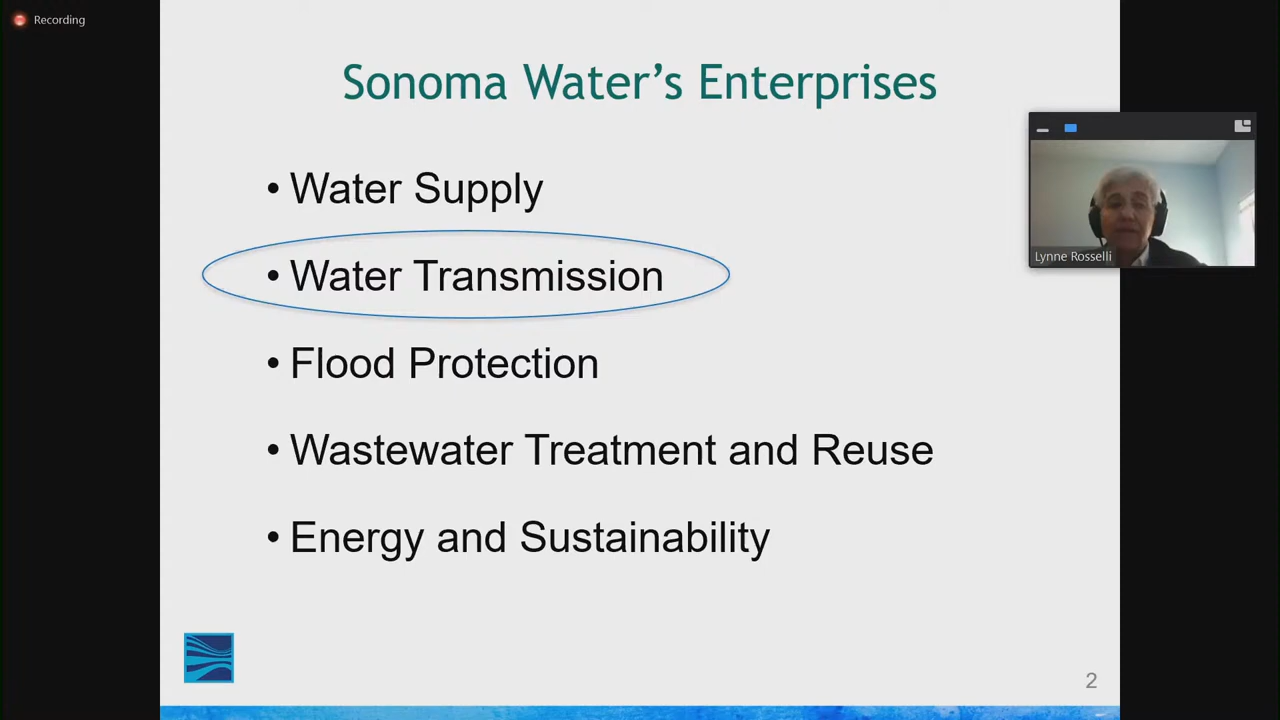 Recording
Sonoma Water's Enterprises
• Water Supply
• Water Transmission
• Flood Protection
• Wastewater Treatment and Reuse
• Energy and Sustainability
Lynne Rosselli
2